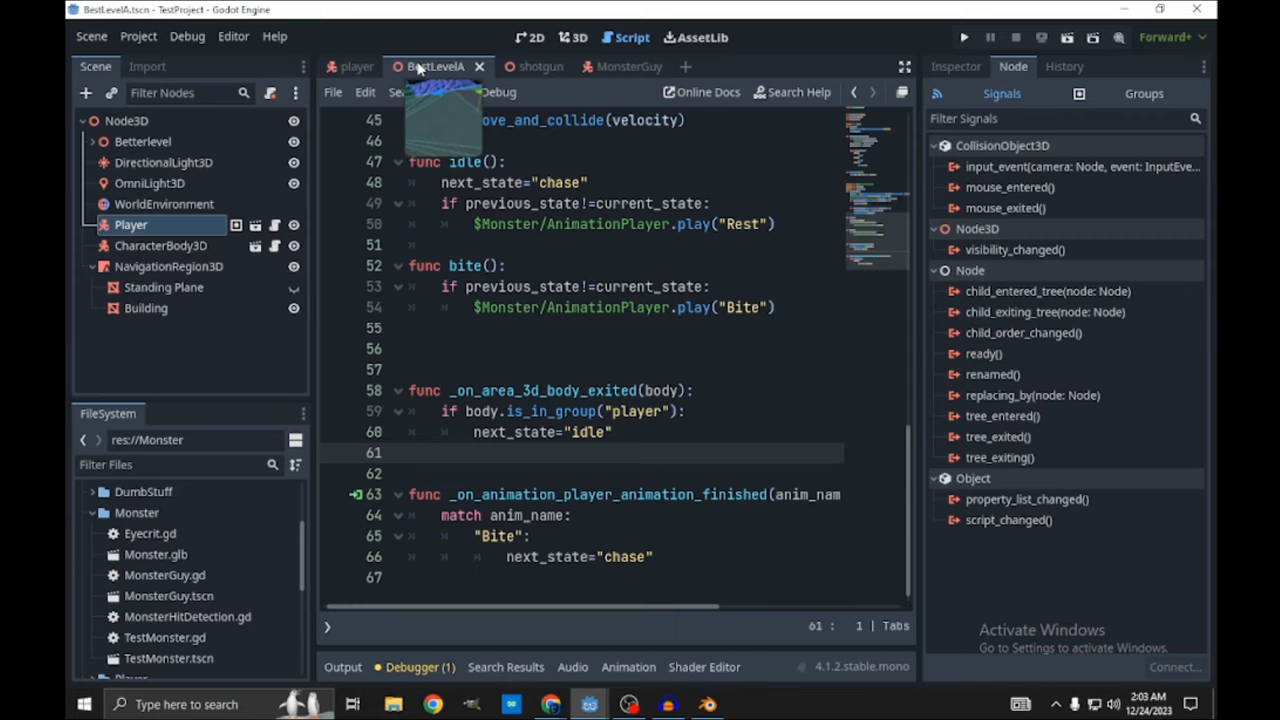 BestLevelA.tscn - TestProject - Godot Engine
Scene Project Debug Editor Help
2D 3D Script AssetLib
Forward+
Scene Import
player BestLevelA shotgun MonsterGuy
Inspector Node History
Filter Nodes
File Edit Debug
Online Docs Search Help
Signals Groups
Filter Signals
Node3D
Betterlevel
DirectionalLight3D
OmniLight3D
WorldEnvironment
Player
CharacterBody3D
NavigationRegion3D
Standing Plane
Building
FileSystem
res://Monster
Filter Files
DumbStuff
Monster
Eyecrit.gd
Monster.glb
MonsterGuy.gd
MonsterGuy.tscn
MonsterHitDetection.gd
TestMonster.gd
TestMonster.tscn
45 ove_and_collide(velocity)
46
47 func idle():
48 next_state="chase"
49 if previous_state!=current_state:
50 $Monster/AnimationPlayer.play("Rest")
51
52 func bite():
53 if previous_state!=current_state:
54 $Monster/AnimationPlayer.play("Bite")
55
56
57
58 func _on_area_3d_body_exited(body):
59 if body.is_in_group("player"):
60 next_state="idle"
61
62
63 func _on_animation_player_animation_finished(anim_nam
64 match anim_name:
65 "Bite":
66 next_state="chase"
67
61 : 1 | Tabs
Output Debugger (1) Search Results Audio Animation Shader Editor
4.1.2.stable.mono
CollisionObject3D
input_event(camera: Node, event: InputEve...
mouse_entered()
mouse_exited()
Node3D
visibility_changed()
Node
child_entered_tree(node: Node)
child_exiting_tree(node: Node)
child_order_changed()
ready()
renamed()
replacing_by(node: Node)
tree_entered()
tree_exited()
tree_exiting()
Object
property_list_changed()
script_changed()
Activate Windows
Go to Settings to activate Windows.
Connect...
Type here to search
2:03 AM
12/24/2023